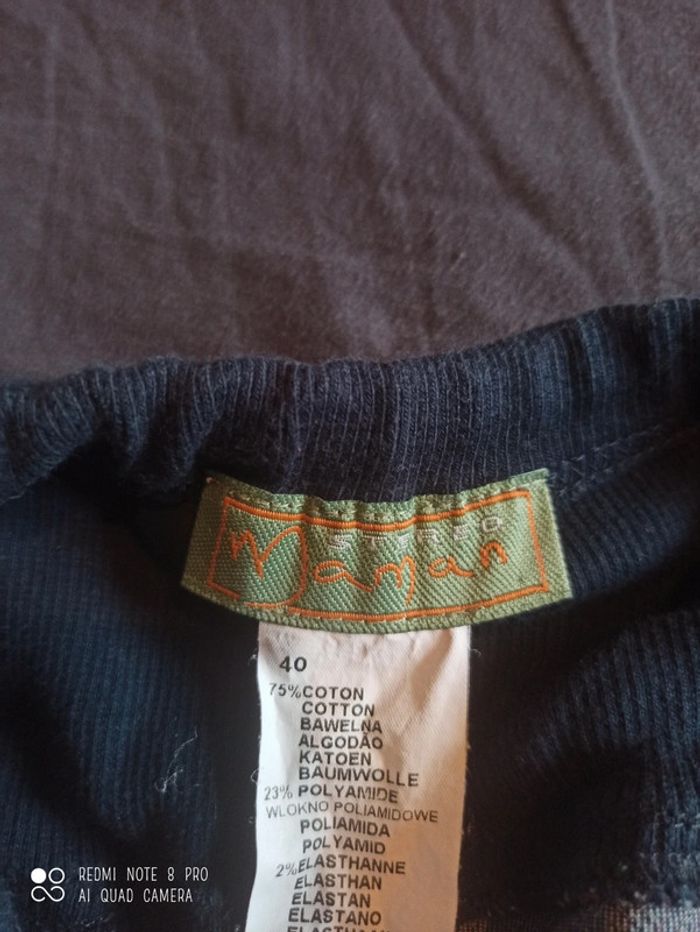 STEREO
Maman
40
75%COTON
COTTON
BAWELNA
ALGODÃO
KATOEN
BAUMWOLLE
23% POLYAMIDE
WLOKNO POLIAMIDOWE
POLIAMIDA
POLYAMID
2%ELASTHANNE
ELASTHAN
ELASTAN
ELASTANO
ELASTHAN
REDMI NOTE 8 PRO
AI QUAD CAMERA